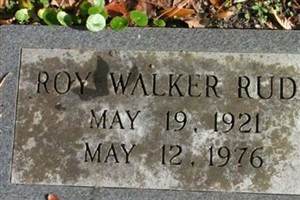 ROY WALKER RUD
MAY 19, 1921
MAY 12, 1976